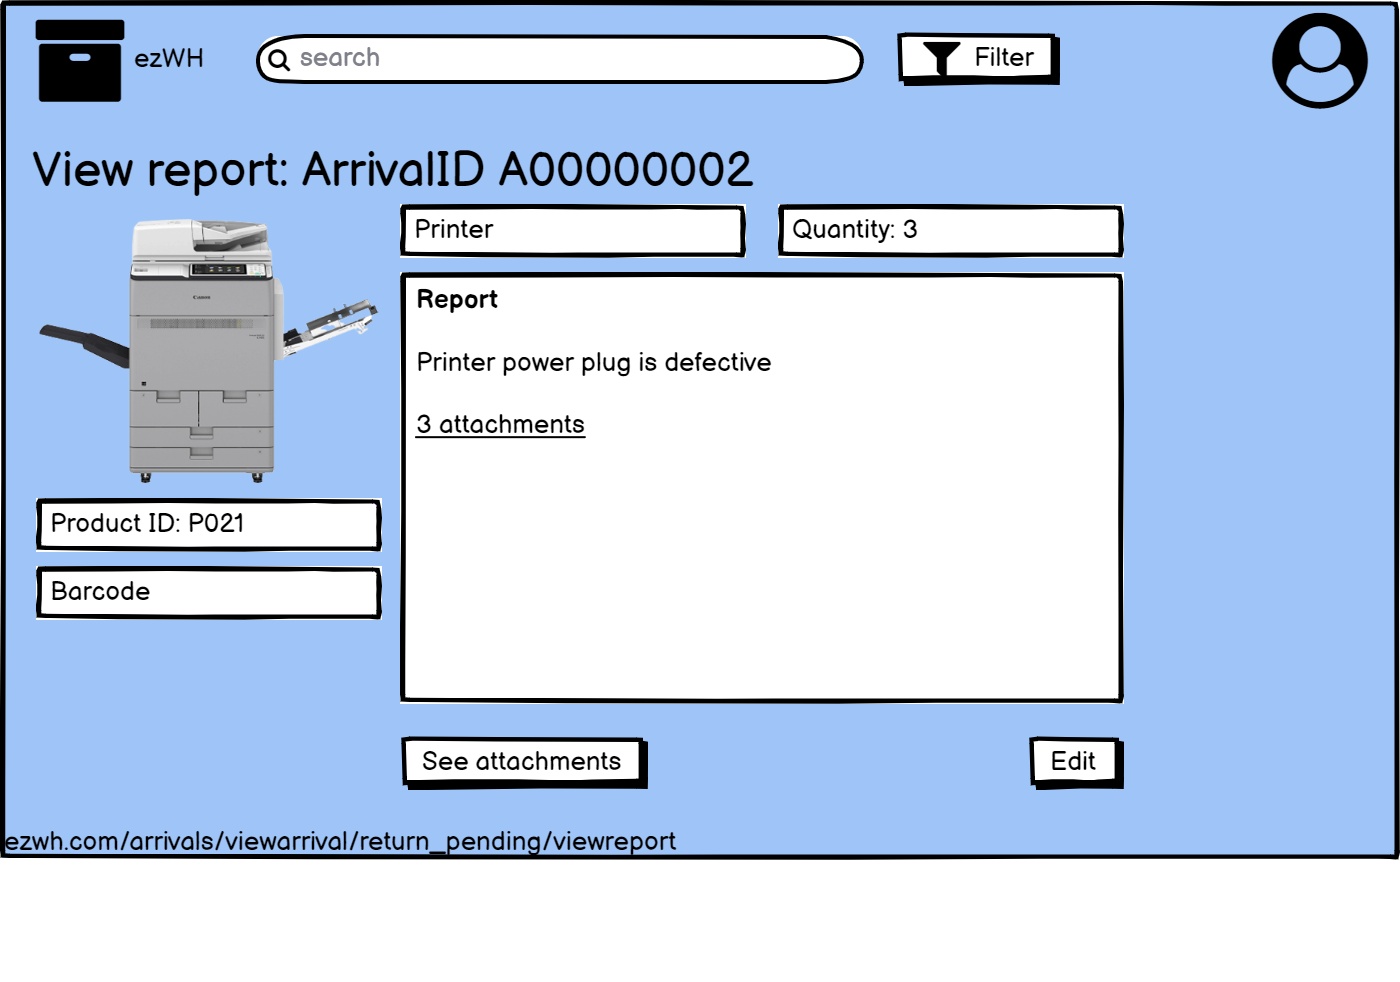 ezWH
search
Filter
View report: ArrivalID A00000002
Printer
Quantity: 3
Canon
Report
Printer power plug is defective
3 attachments
Product ID: P021
Barcode
See attachments
Edit
ezwh.com/arrivals/viewarrival/return_pending/viewreport